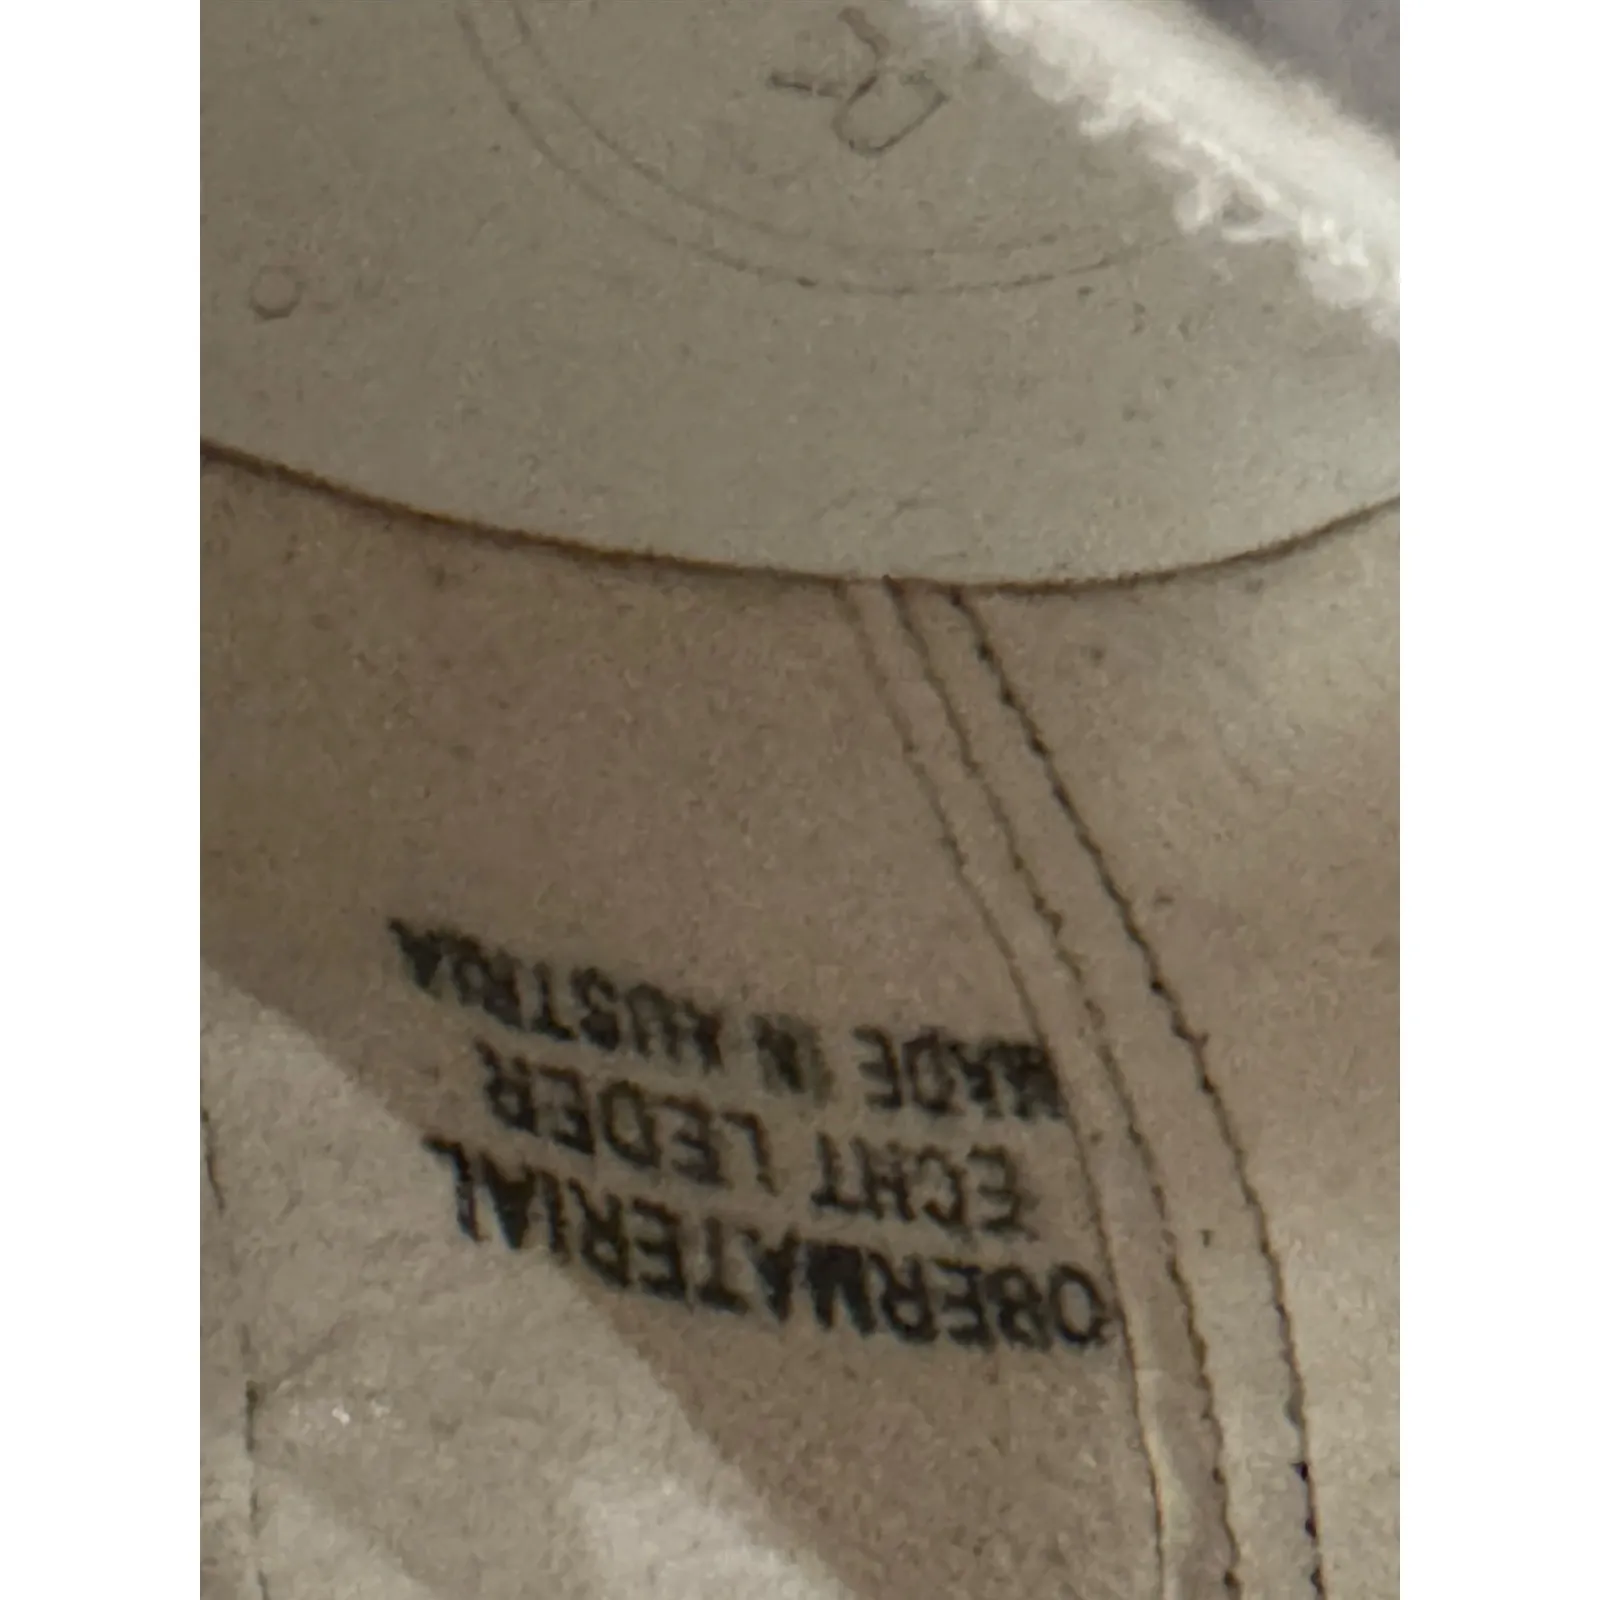 OBERMATERIAL
ECHT LEDER
MADE IN AUSTRIA